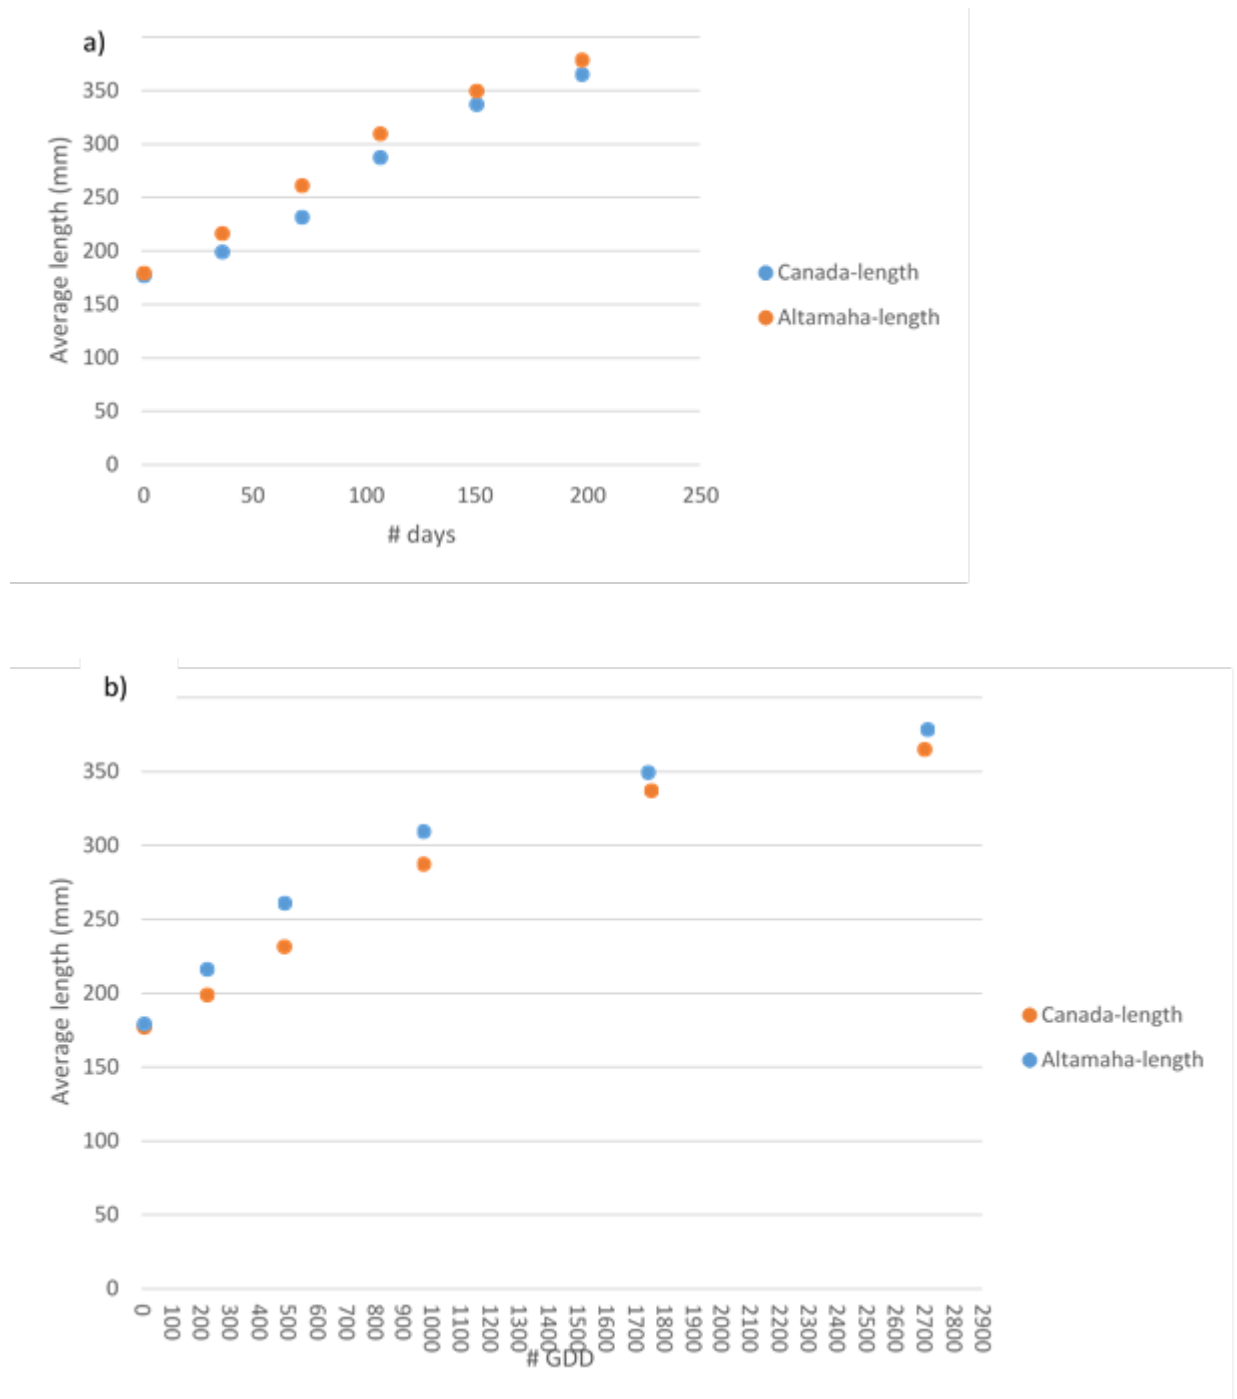 a)
350
300
250
200
150
100
50
0
Average length (mm)
0 50 100 150 200 250
# days
Canada-length
Altamaha-length
b)
350
300
250
200
150
100
50
0
Average length (mm)
0 100 200 300 400 500 600 700 800 900 1000 1100 1200 1300 1400 1500 1600 1700 1800 1900 2000 2100 2200 2300 2400 2500 2600 2700 2800 2900
# GDD
Canada-length
Altamaha-length